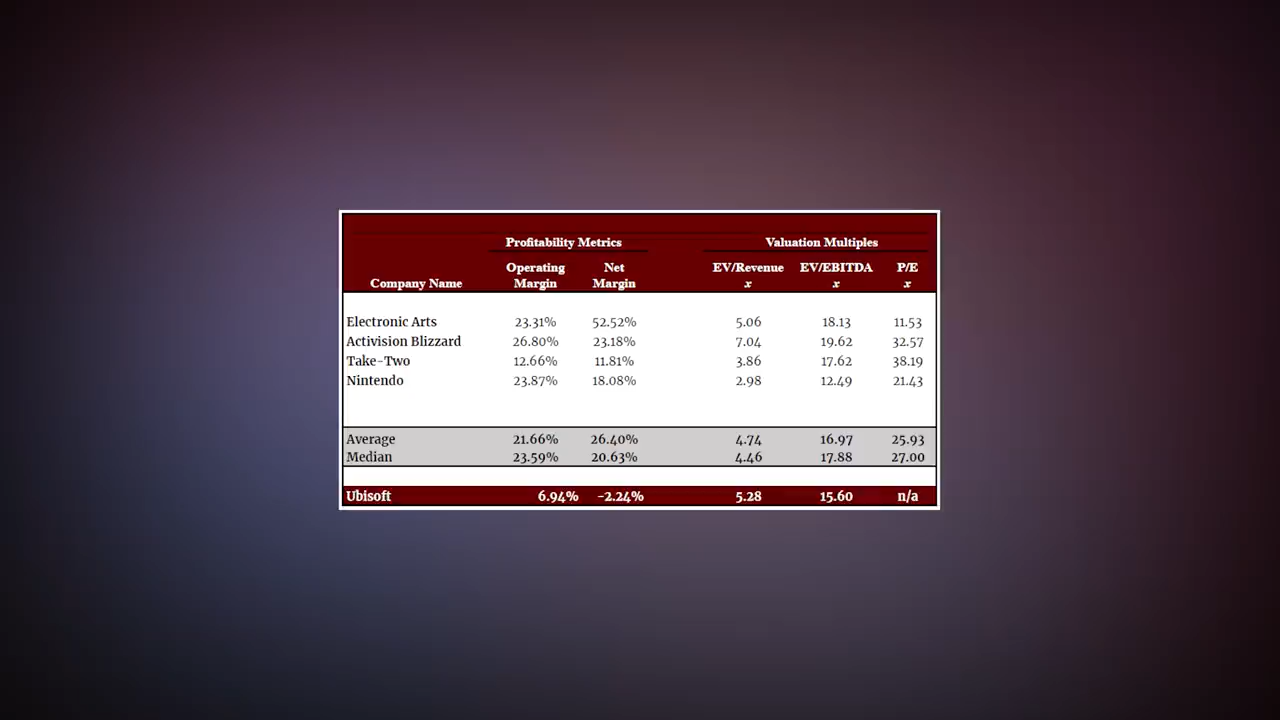 Profitability Metrics Valuation Multiples
Operating Net EV/Revenue EV/EBITDA P/E
Company Name Margin Margin x x x
Electronic Arts 23.31% 52.52% 5.06 18.13 11.53
Activision Blizzard 26.80% 23.18% 7.04 19.62 32.57
Take-Two 12.66% 11.81% 3.86 17.62 38.19
Nintendo 23.87% 18.08% 2.98 12.49 21.43
Average 21.66% 26.40% 4.74 16.97 25.93
Median 23.59% 20.63% 4.46 17.88 27.00
Ubisoft 6.94% -2.24% 5.28 15.60 n/a